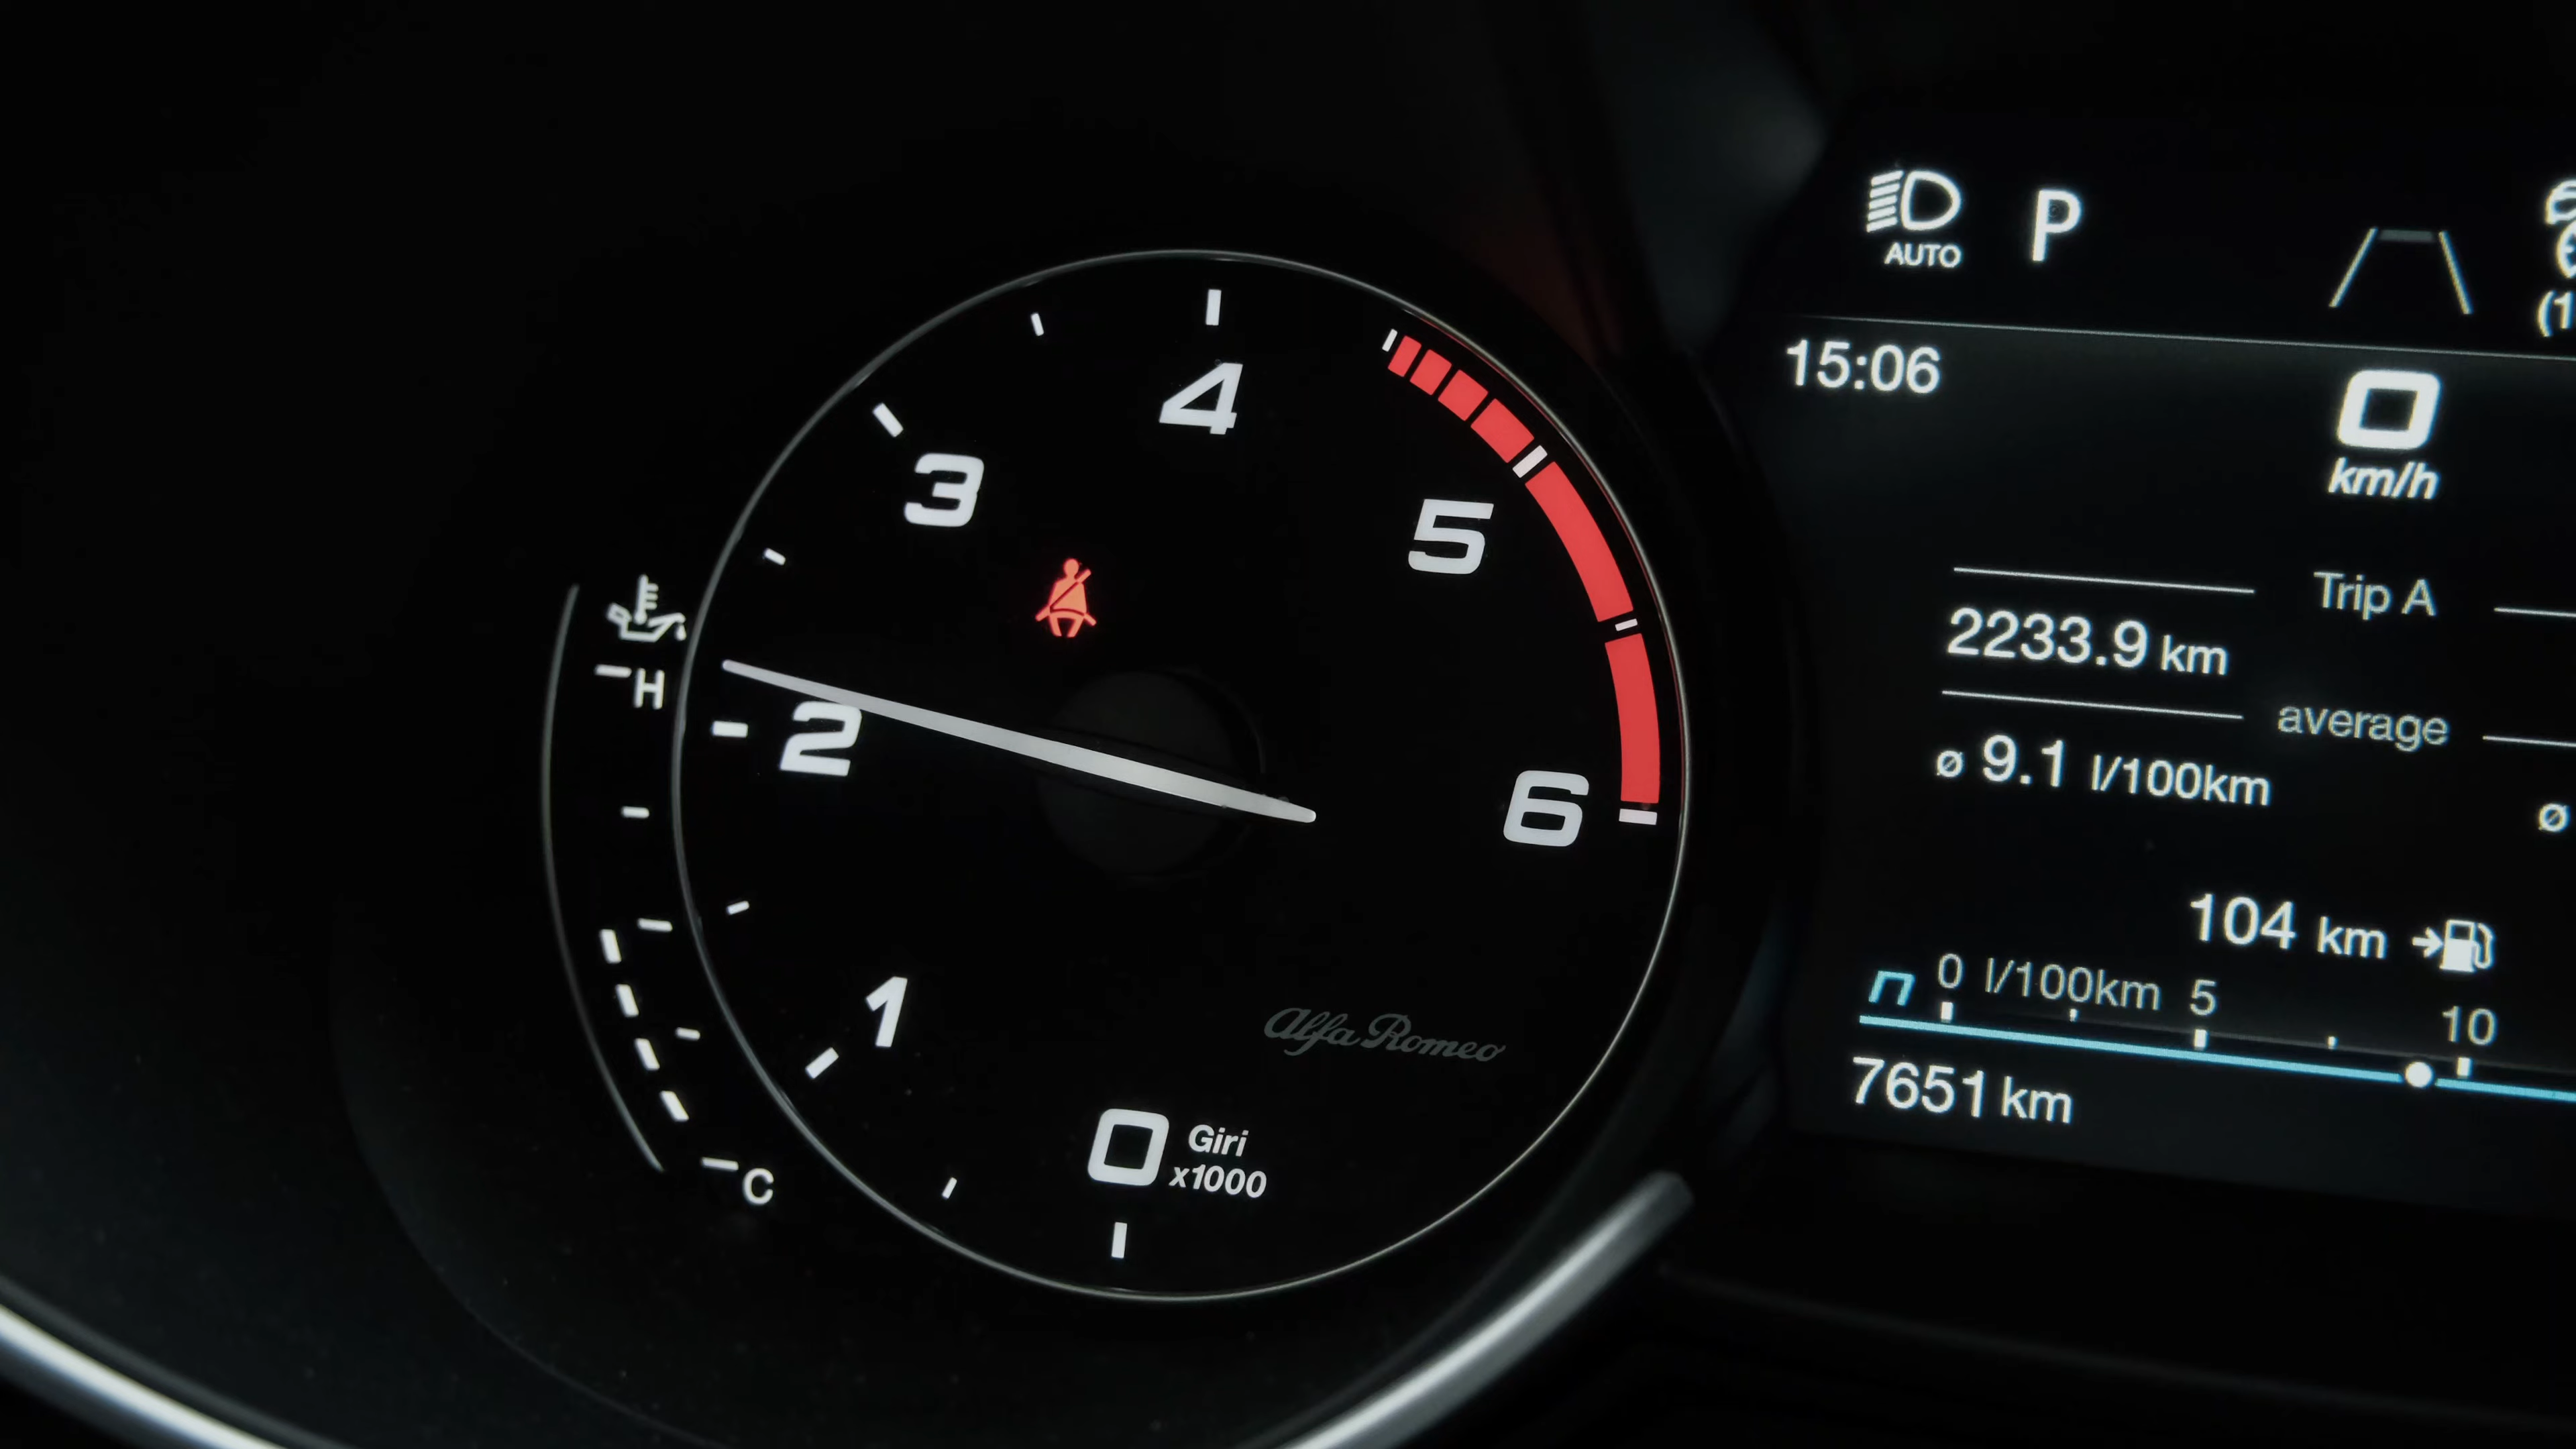 1
2
3
4
5
6
0 Giri
x1000
Alfa Romeo
H
C
AUTO
P
15:06
0
km/h
Trip A
2233.9 km
average
ø 9.1 l/100km
ø
104 km
0 l/100km 5 10
7651 km